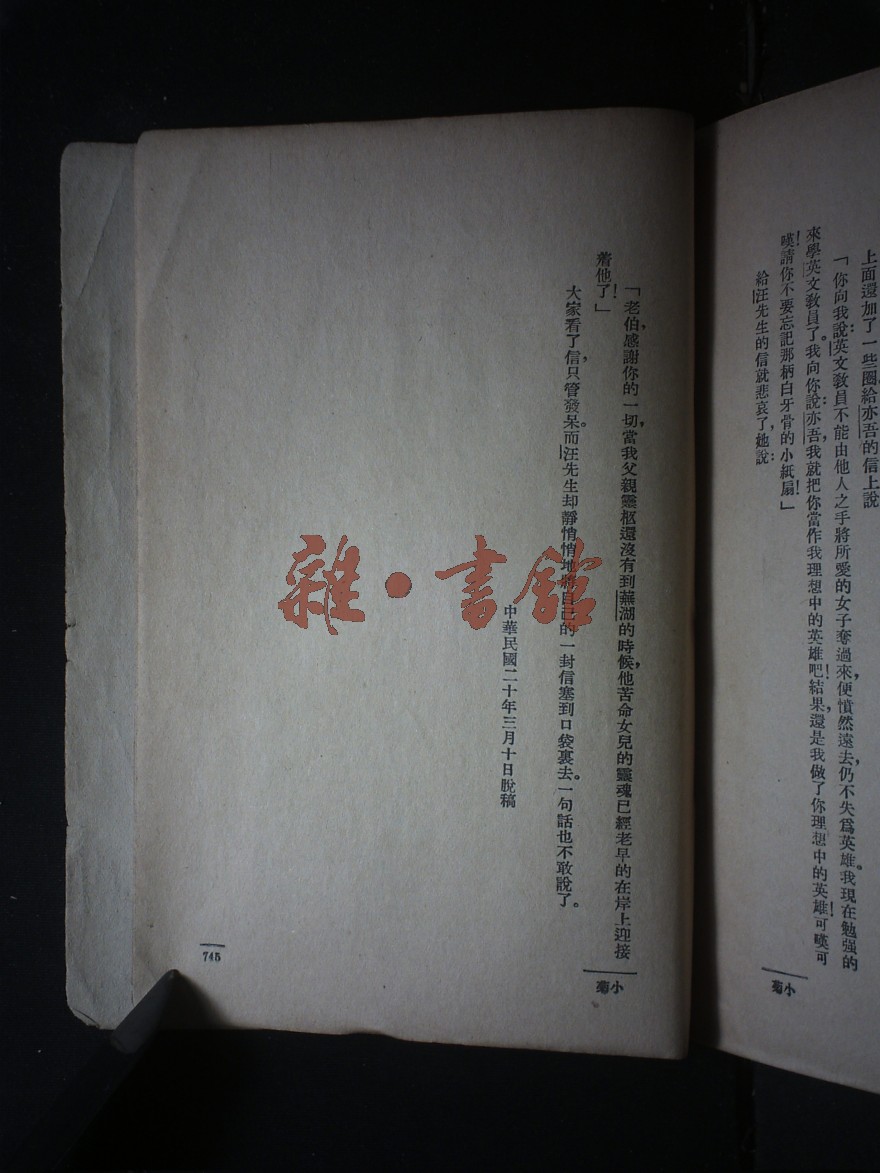 上面還加了一些圈。給亦吾的信上說
「你向我說：英文教員不能由他人之手將所愛的女子奪過來，便憤然遠去，仍不失爲英雄。我現在勉强的
來學英文教員了。我向你說：亦吾，我就把你當作我理想中的英雄吧！結果，還是我做了你理想中的英雄！可嘆！可
嘆！請你不要忘記那柄白牙骨的小紙扇！」
給汪先生的信就悲哀了，她說：
小菊
「老伯，感謝你的一切，當我父親靈柩還沒有到蕪湖的時候，他苦命女兒的靈魂已經老早的在岸上迎接
着他了！」
大家看了信，只管發呆。而汪先生却靜悄悄地將自己的一封信塞到口袋裏去。一句話也不敢說了。
中華民國二十年三月十日脫稿
小菊
745
雜·書館